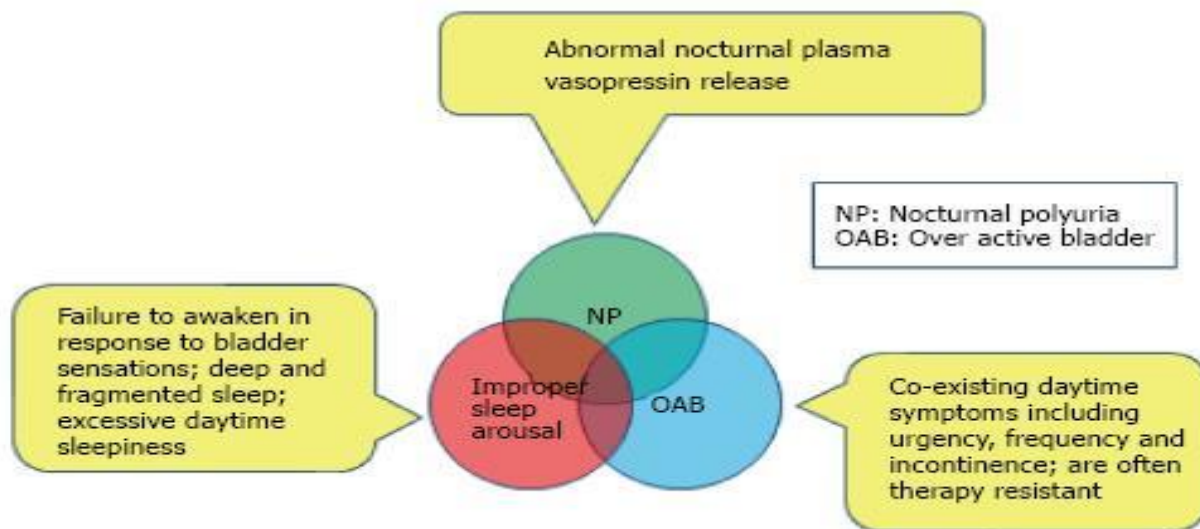 Abnormal nocturnal plasma
vasopressin release
NP: Nocturnal polyuria
OAB: Over active bladder
NP
Failure to awaken in
response to bladder
sensations; deep and
fragmented sleep;
excessive daytime
sleepiness
Improper
sleep
arousal
OAB
Co-existing daytime
symptoms including
urgency, frequency and
incontinence; are often
therapy resistant